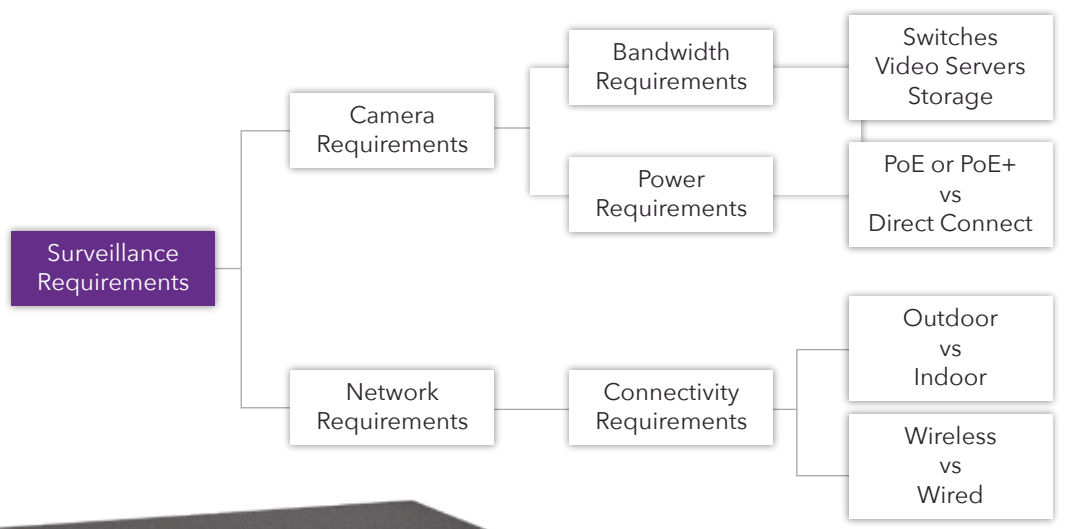 Surveillance
Requirements
Camera
Requirements
Bandwidth
Requirements
Switches
Video Servers
Storage
Power
Requirements
PoE or PoE+
vs
Direct Connect
Network
Requirements
Connectivity
Requirements
Outdoor
vs
Indoor
Wireless
vs
Wired